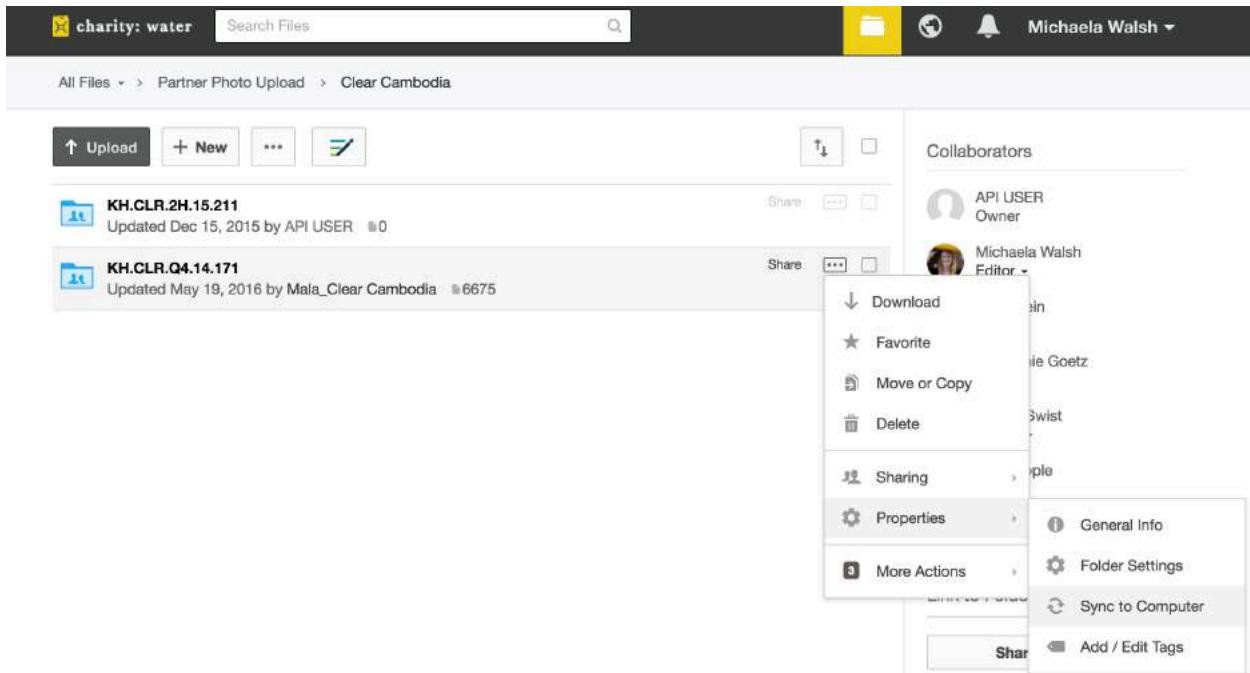 charity: water
Search Files
Michaela Walsh
All Files > Partner Photo Upload > Clear Cambodia
Upload
+ New
Collaborators
KH.CLR.2H.15.211
Share
Updated Dec 15, 2015 by API USER 0
API USER
Owner
KH.CLR.Q4.14.171
Share
Updated May 19, 2016 by Mala_Clear Cambodia 6675
Michaela Walsh
Editor
Download
Favorite
Goetz
Move or Copy
Swist
Delete
Sharing
Properties
General Info
3 More Actions
Folder Settings
Sync to Computer
Add / Edit Tags